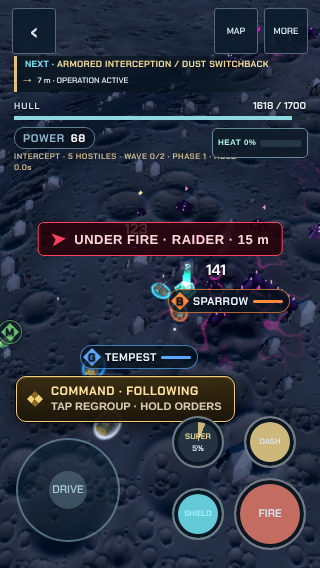 ‹ MAP MORE
NEXT · ARMORED INTERCEPTION / DUST SWITCHBACK
→ 7 m · OPERATION ACTIVE
HULL 1618 / 1700
POWER 68
HEAT 0%
INTERCEPT · 5 HOSTILES · WAVE 0/2 · PHASE 1 ·
0.0s
123
UNDER FIRE · RAIDER · 15 m
141
SPARROW
TEMPEST
COMMAND · FOLLOWING
TAP REGROUP · HOLD ORDERS
SUPER
5%
DASH
DRIVE
SHIELD
FIRE